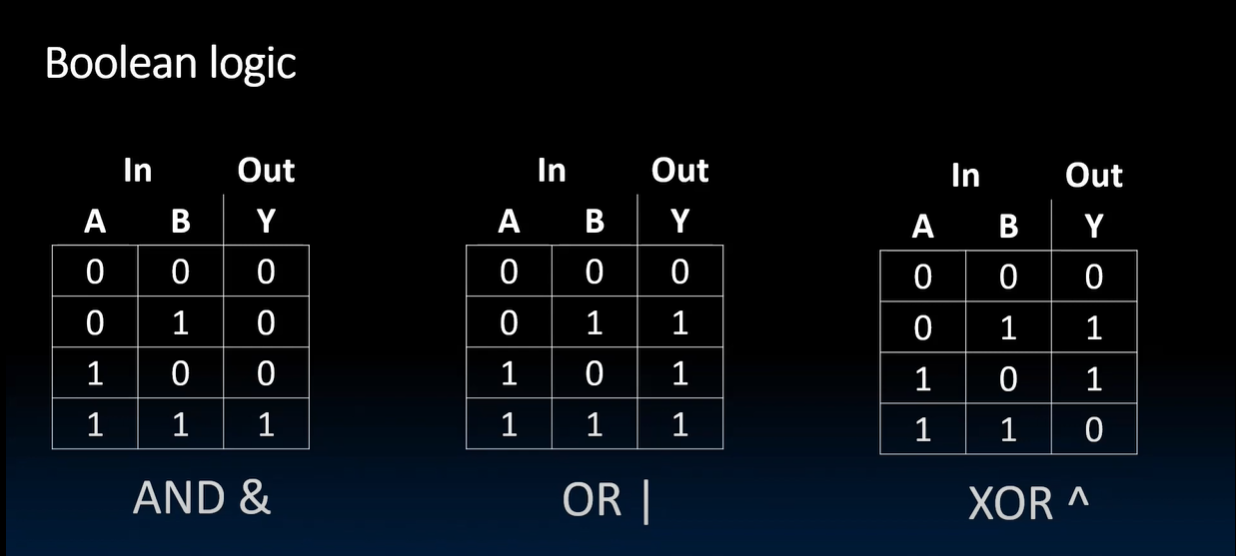 Boolean logic
In Out
A B Y
0 0 0
0 1 0
1 0 0
1 1 1
AND &
In Out
A B Y
0 0 0
0 1 1
1 0 1
1 1 1
OR |
In Out
A B Y
0 0 0
0 1 1
1 0 1
1 1 0
XOR ^